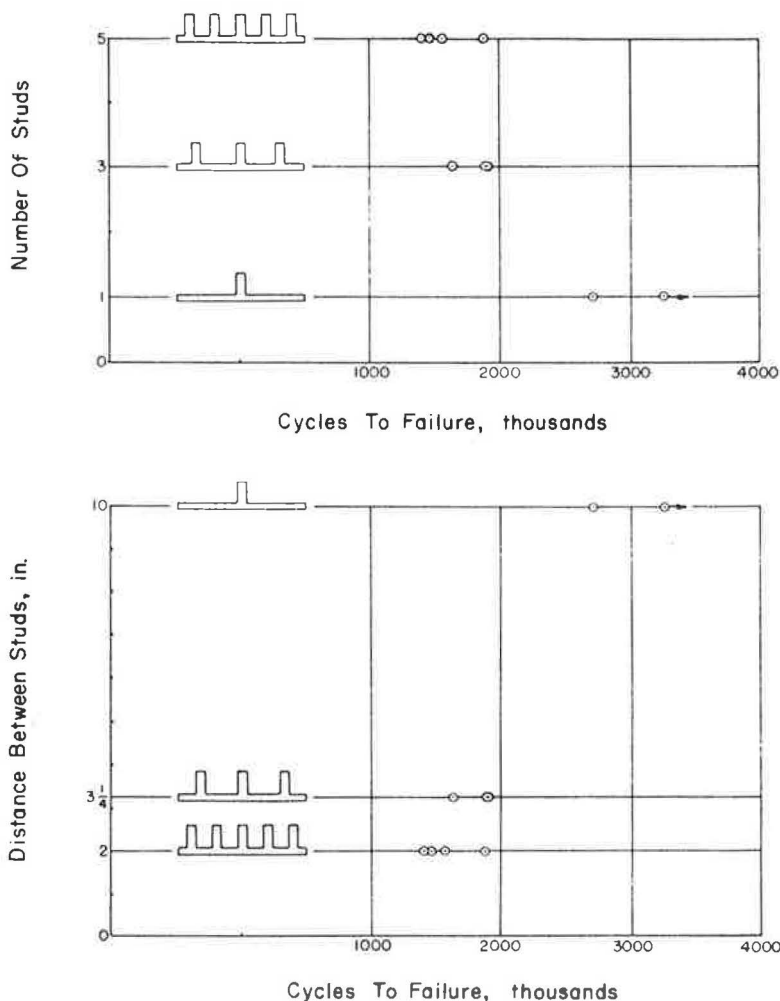 Number Of Studs
5
3
1
0
1000 2000 3000 4000
Cycles To Failure, thousands
Distance Between Studs, in.
10
3 1/4
2
0
1000 2000 3000 4000
Cycles To Failure, thousands